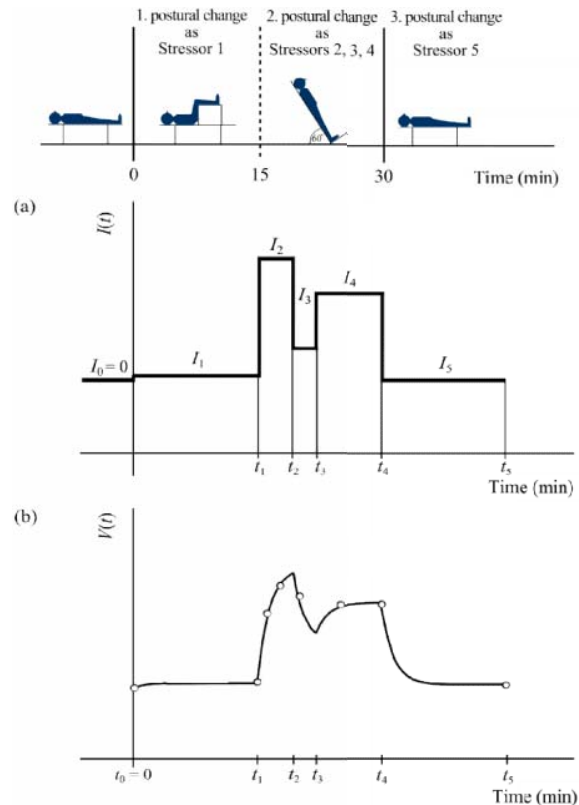 1. postural change
as
Stressor 1
2. postural change
as
Stressors 2, 3, 4
3. postural change
as
Stressor 5
60°
0
15
30
Time (min)
(a)
I(t)
I₀ = 0
I₁
I₂
I₃
I₄
I₅
t₁
t₂
t₃
t₄
t₅
Time (min)
(b)
V(t)
t₀ = 0
t₁
t₂
t₃
t₄
t₅
Time (min)